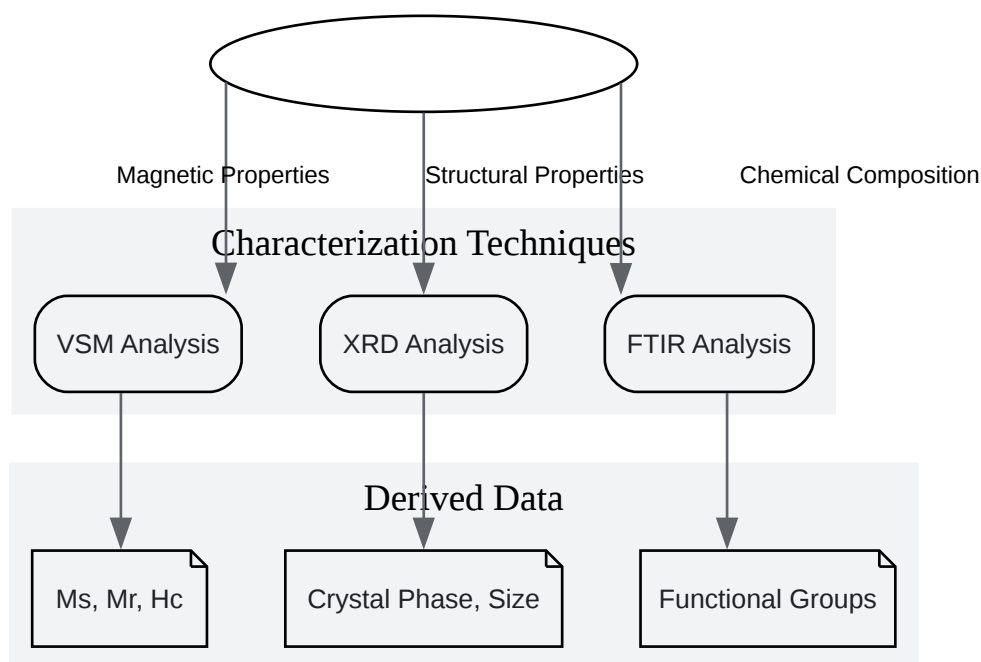 Magnetic Properties
Structural Properties
Chemical Composition
Characterization Techniques
VSM Analysis
XRD Analysis
FTIR Analysis
Derived Data
Ms, Mr, Hc
Crystal Phase, Size
Functional Groups